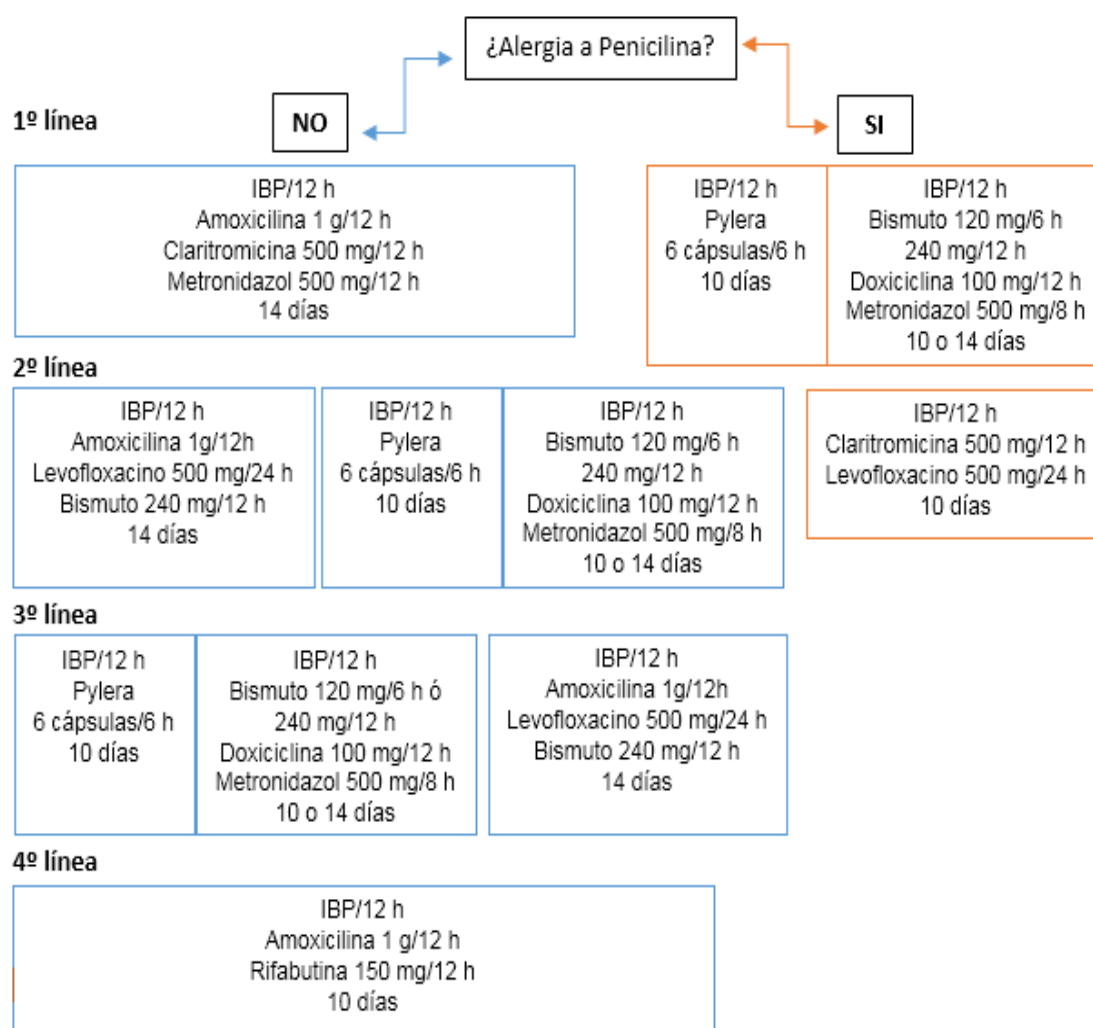 ¿Alergia a Penicilina?
1º línea
NO
SI
IBP/12 h
Amoxicilina 1 g/12 h
Claritromicina 500 mg/12 h
Metronidazol 500 mg/12 h
14 días
IBP/12 h
Pylera
6 cápsulas/6 h
10 días
IBP/12 h
Bismuto 120 mg/6 h
240 mg/12 h
Doxiciclina 100 mg/12 h
Metronidazol 500 mg/8 h
10 o 14 días
2º línea
IBP/12 h
Amoxicilina 1g/12h
Levofloxacino 500 mg/24 h
Bismuto 240 mg/12 h
14 días
IBP/12 h
Pylera
6 cápsulas/6 h
10 días
IBP/12 h
Bismuto 120 mg/6 h
240 mg/12 h
Doxiciclina 100 mg/12 h
Metronidazol 500 mg/8 h
10 o 14 días
IBP/12 h
Claritromicina 500 mg/12 h
Levofloxacino 500 mg/24 h
10 días
3º línea
IBP/12 h
Pylera
6 cápsulas/6 h
10 días
IBP/12 h
Bismuto 120 mg/6 h ó
240 mg/12 h
Doxiciclina 100 mg/12 h
Metronidazol 500 mg/8 h
10 o 14 días
IBP/12 h
Amoxicilina 1g/12h
Levofloxacino 500 mg/24 h
Bismuto 240 mg/12 h
14 días
4º línea
IBP/12 h
Amoxicilina 1 g/12 h
Rifabutina 150 mg/12 h
10 días